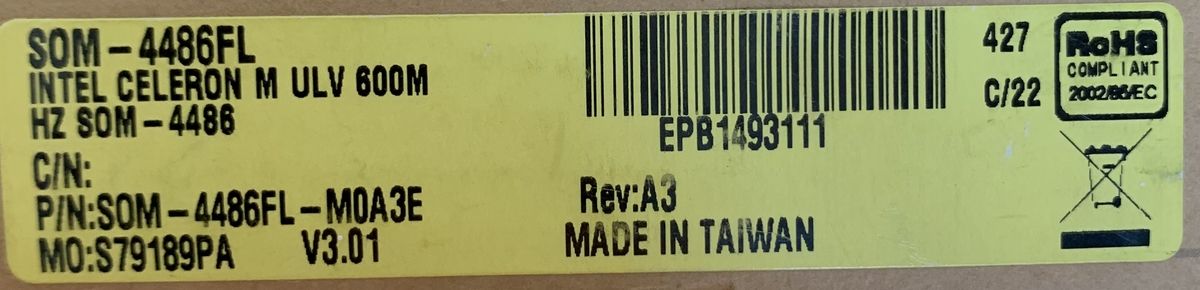 SOM-4486FL
INTEL CELERON M ULV 600M
HZ SOM-4486
C/N:
P/N:SOM-4486FL-M0A3E
MO:S79189PA V3.01
EPB1493111
Rev:A3
MADE IN TAIWAN
427
C/22
RoHS
COMPLIANT
2002/95/EC